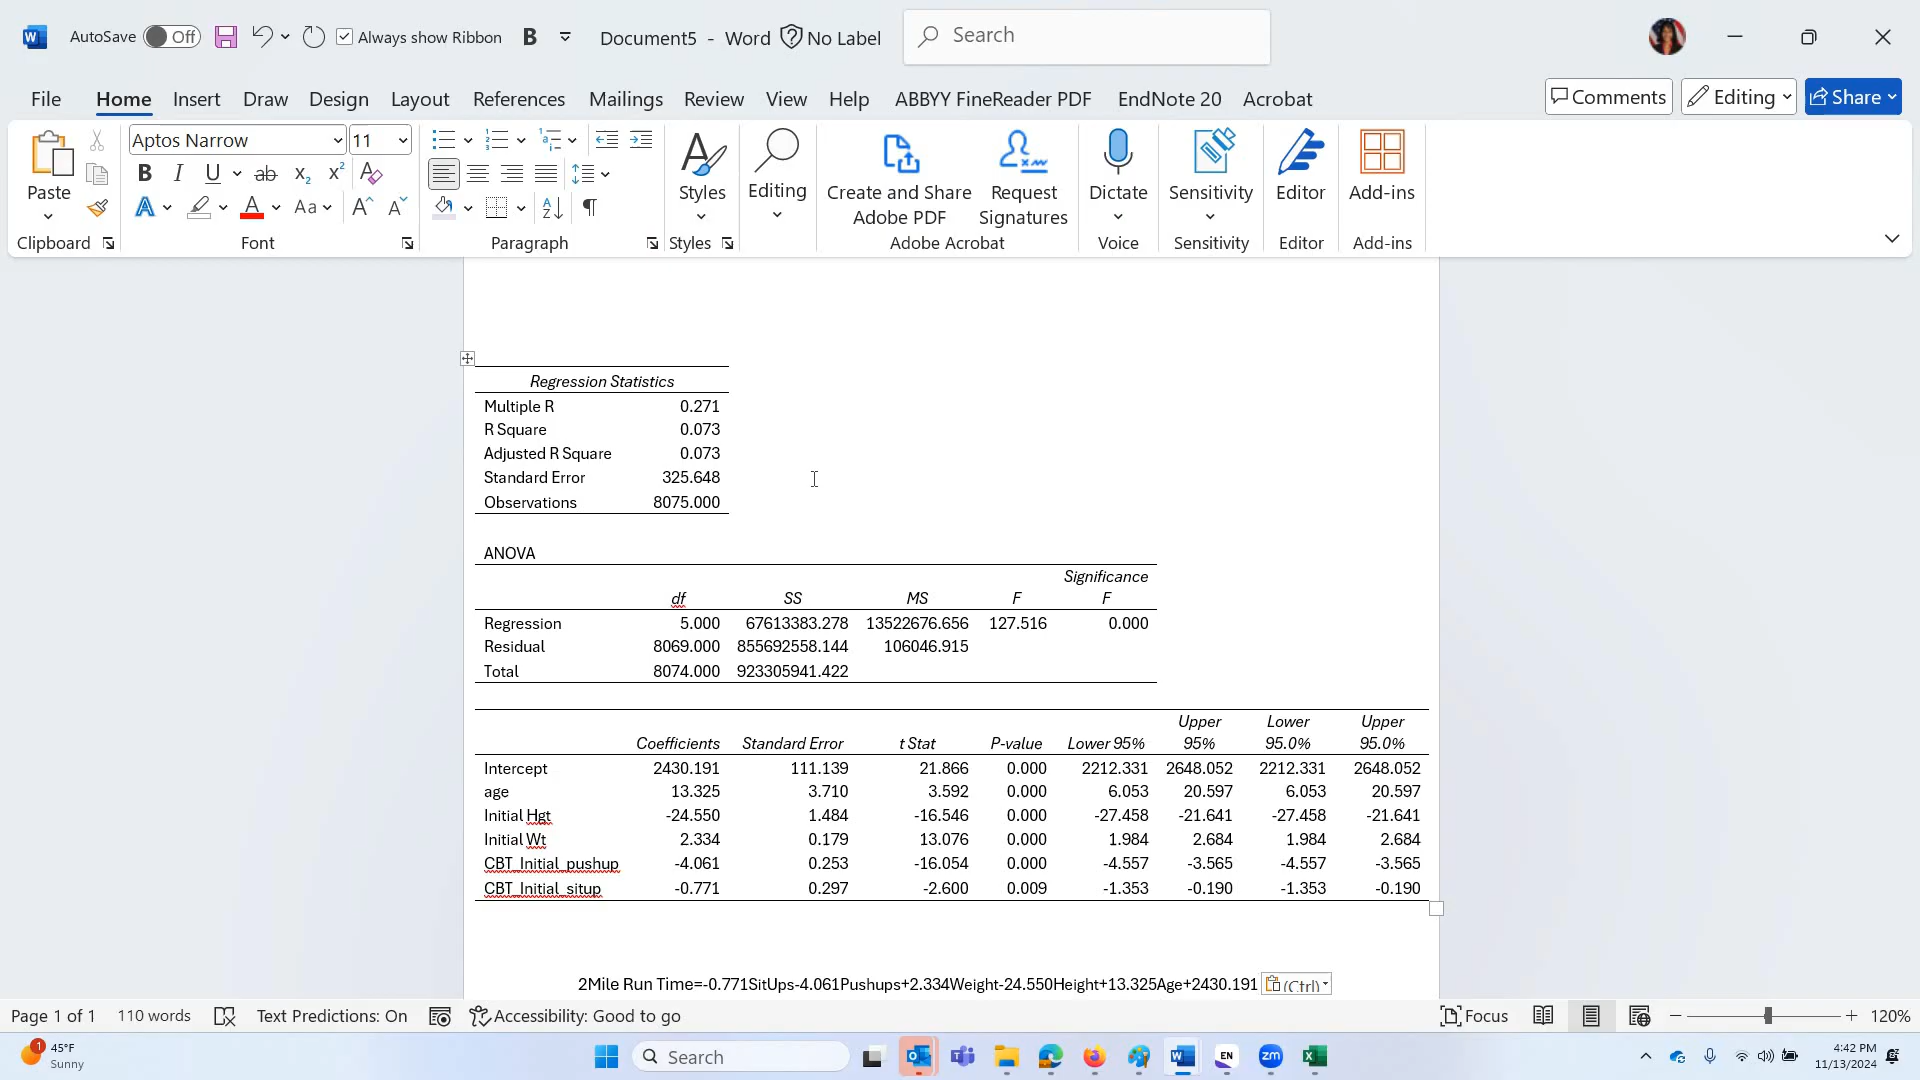 AutoSave Off Always show Ribbon B Document5 - Word No Label Search
File Home Insert Draw Design Layout References Mailings Review View Help ABBYY FineReader PDF EndNote 20 Acrobat Comments Editing Share
Aptos Narrow 11
Paste Styles Editing Create and Share Adobe PDF Request Signatures Dictate Sensitivity Editor Add-ins
Clipboard Font Paragraph Styles Adobe Acrobat Voice Sensitivity Editor Add-ins
Regression Statistics
Multiple R 0.271
R Square 0.073
Adjusted R Square 0.073
Standard Error 325.648
Observations 8075.000
ANOVA
df SS MS F Significance F
Regression 5.000 67613383.278 13522676.656 127.516 0.000
Residual 8069.000 855692558.144 106046.915
Total 8074.000 923305941.422
Coefficients Standard Error t Stat P-value Lower 95% Upper 95% Lower 95.0% Upper 95.0%
Intercept 2430.191 111.139 21.866 0.000 2212.331 2648.052 2212.331 2648.052
age 13.325 3.710 3.592 0.000 6.053 20.597 6.053 20.597
Initial Hgt -24.550 1.484 -16.546 0.000 -27.458 -21.641 -27.458 -21.641
Initial Wt 2.334 0.179 13.076 0.000 1.984 2.684 1.984 2.684
CBT_Initial_pushup -4.061 0.253 -16.054 0.000 -4.557 -3.565 -4.557 -3.565
CBT_Initial_situp -0.771 0.297 -2.600 0.009 -1.353 -0.190 -1.353 -0.190
2Mile Run Time=-0.771SitUps-4.061Pushups+2.334Weight-24.550Height+13.325Age+2430.191 (Ctrl)
Page 1 of 1 110 words Text Predictions: On Accessibility: Good to go Focus 120%
1 45°F Search 4:42 PM
Sunny 11/13/2024